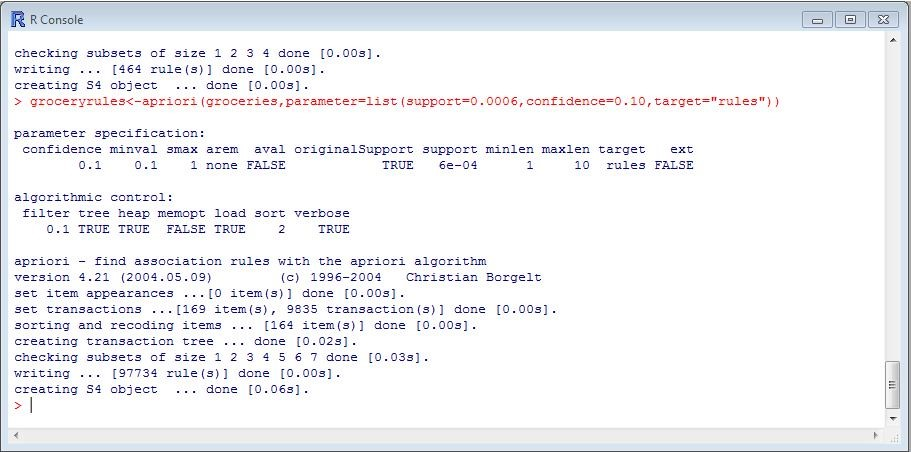 R Console
checking subsets of size 1 2 3 4 done [0.00s].
writing ... [464 rule(s)] done [0.00s].
creating S4 object  ... done [0.00s].
> groceryrules<-apriori(groceries,parameter=list(support=0.0006,confidence=0.10,target="rules"))
parameter specification:
 confidence minval smax arem  aval originalSupport support minlen maxlen target   ext
        0.1    0.1    1 none FALSE            TRUE   6e-04      1     10  rules FALSE
algorithmic control:
 filter tree heap memopt load sort verbose
    0.1 TRUE TRUE  FALSE TRUE    2    TRUE
apriori - find association rules with the apriori algorithm
version 4.21 (2004.05.09)        (c) 1996-2004   Christian Borgelt
set item appearances ...[0 item(s)] done [0.00s].
set transactions ...[169 item(s), 9835 transaction(s)] done [0.00s].
sorting and recoding items ... [164 item(s)] done [0.00s].
creating transaction tree ... done [0.02s].
checking subsets of size 1 2 3 4 5 6 7 done [0.03s].
writing ... [97734 rule(s)] done [0.00s].
creating S4 object  ... done [0.06s].
>